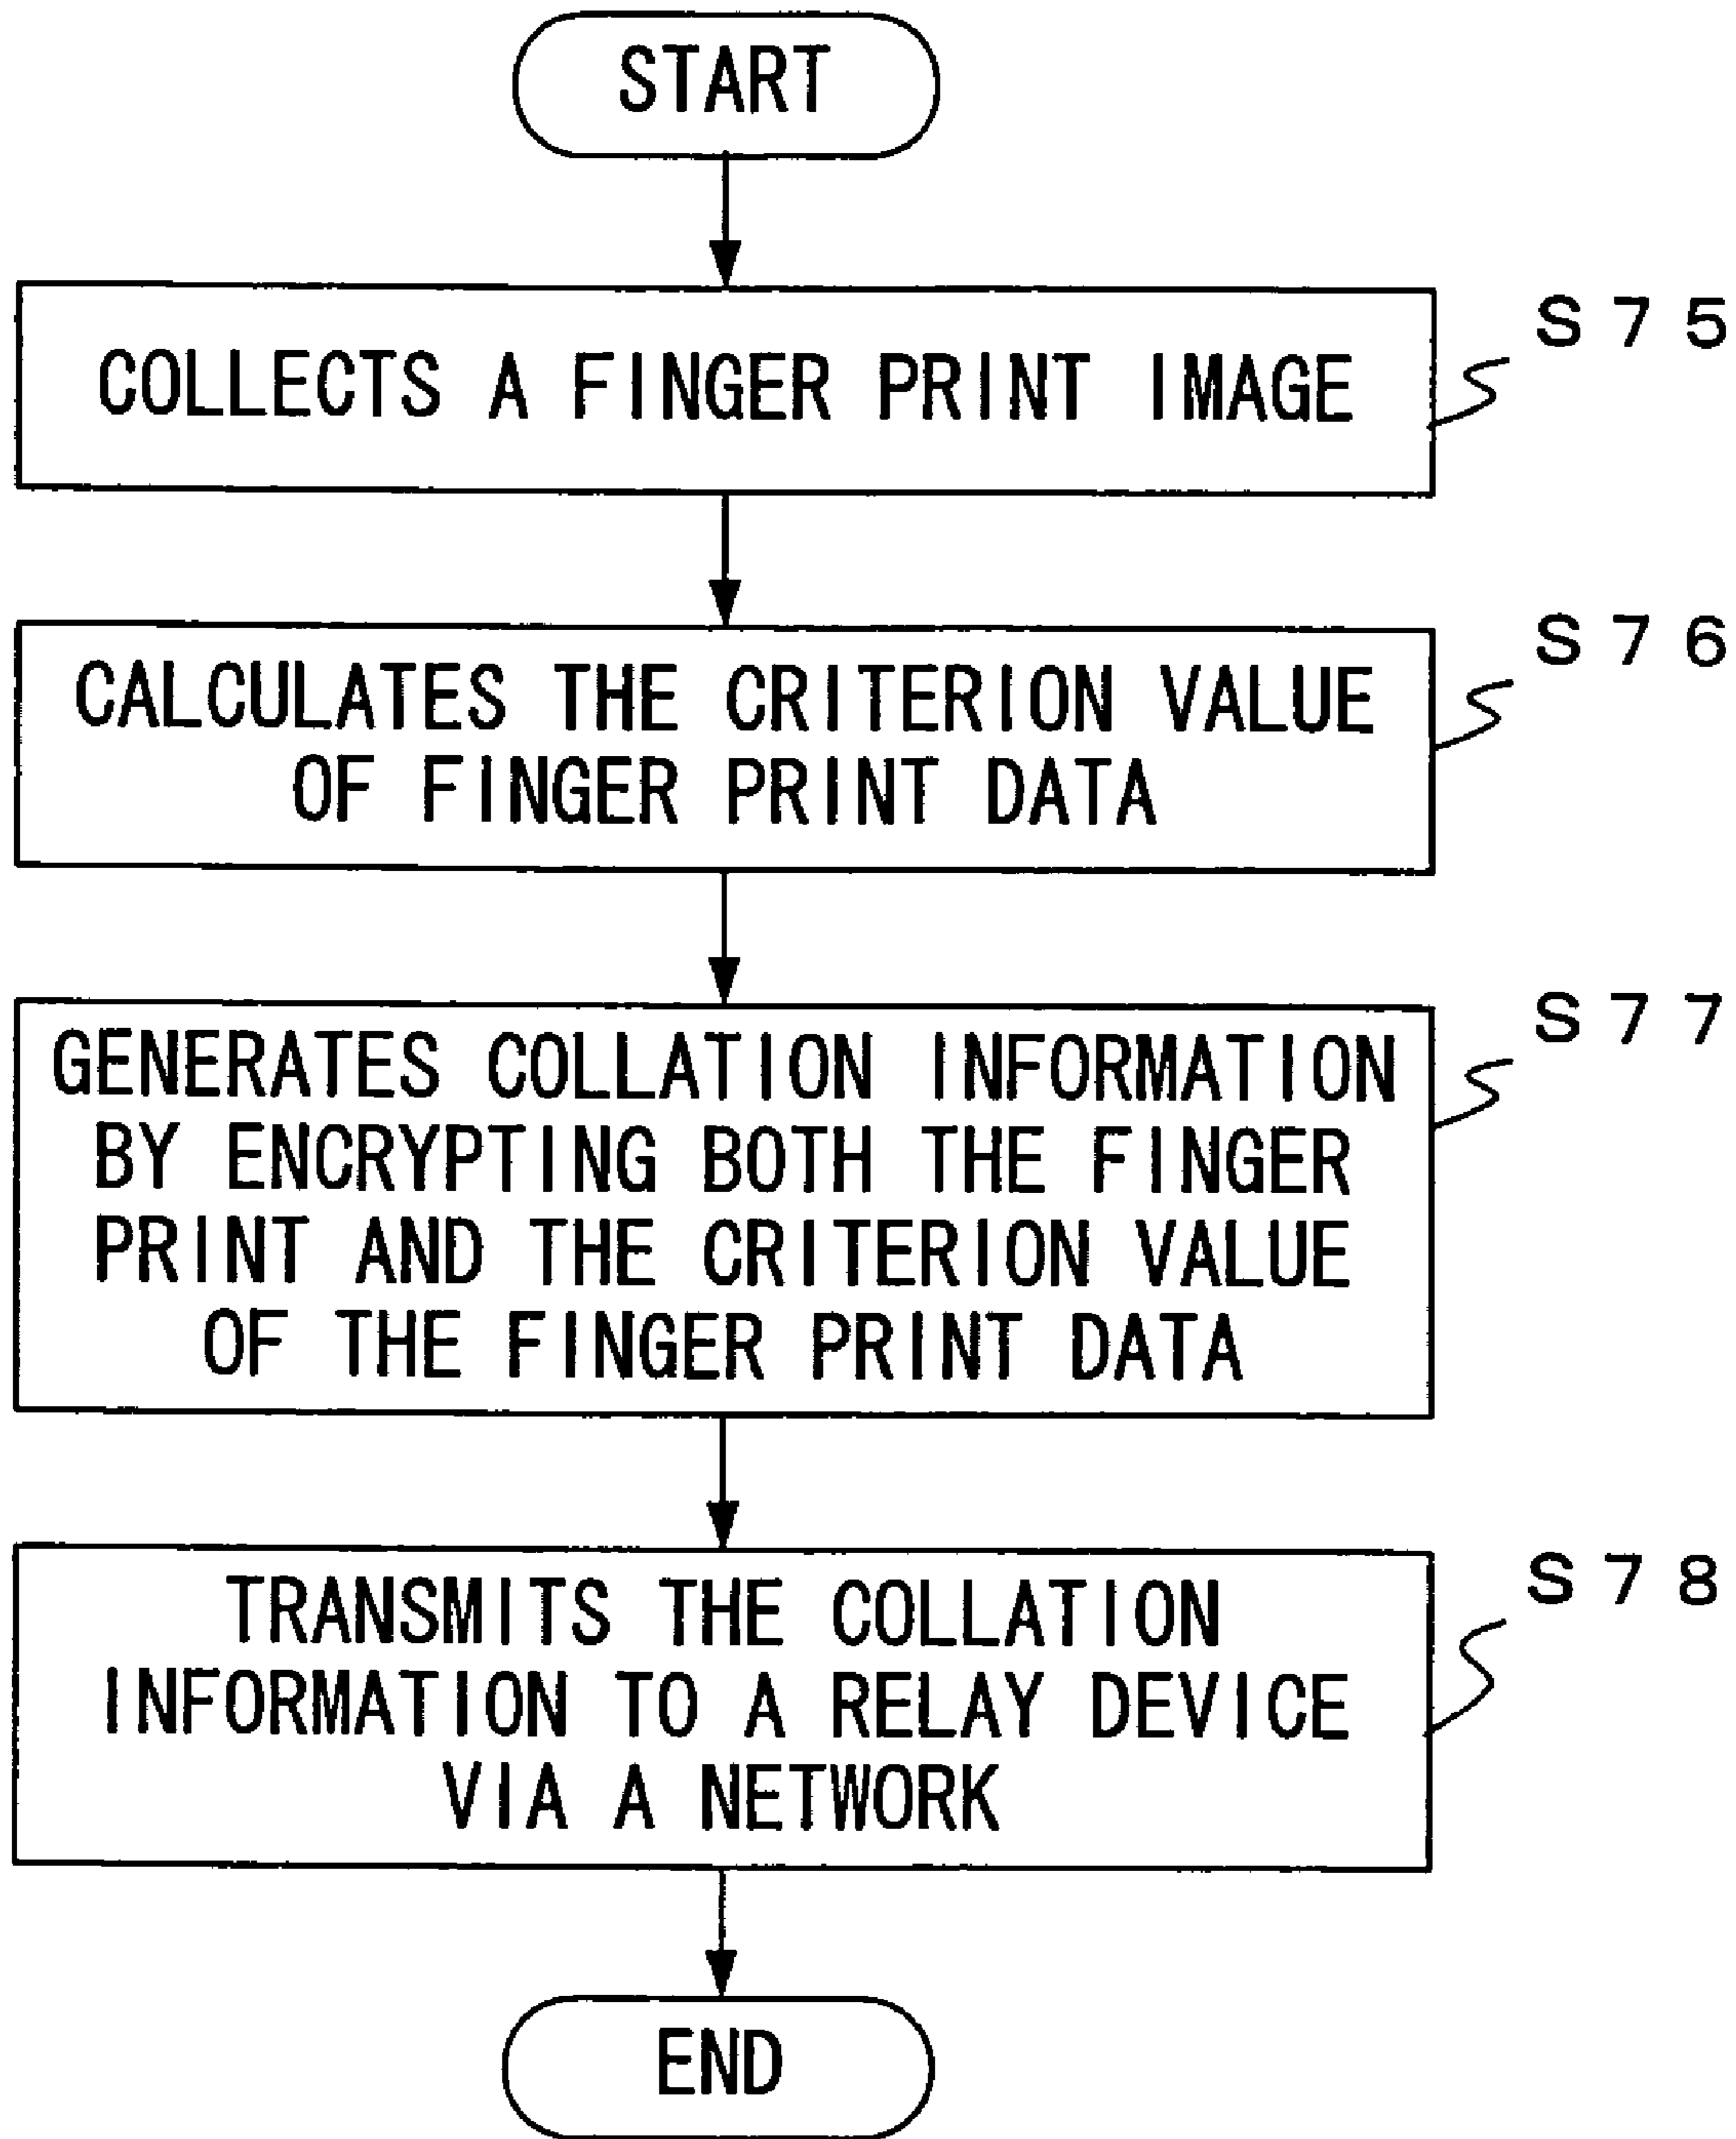 START
COLLECTS A FINGER PRINT IMAGE
S75
CALCULATES THE CRITERION VALUE
OF FINGER PRINT DATA
S76
GENERATES COLLATION INFORMATION
BY ENCRYPTING BOTH THE FINGER
PRINT AND THE CRITERION VALUE
OF THE FINGER PRINT DATA
S77
TRANSMITS THE COLLATION
INFORMATION TO A RELAY DEVICE
VIA A NETWORK
S78
END